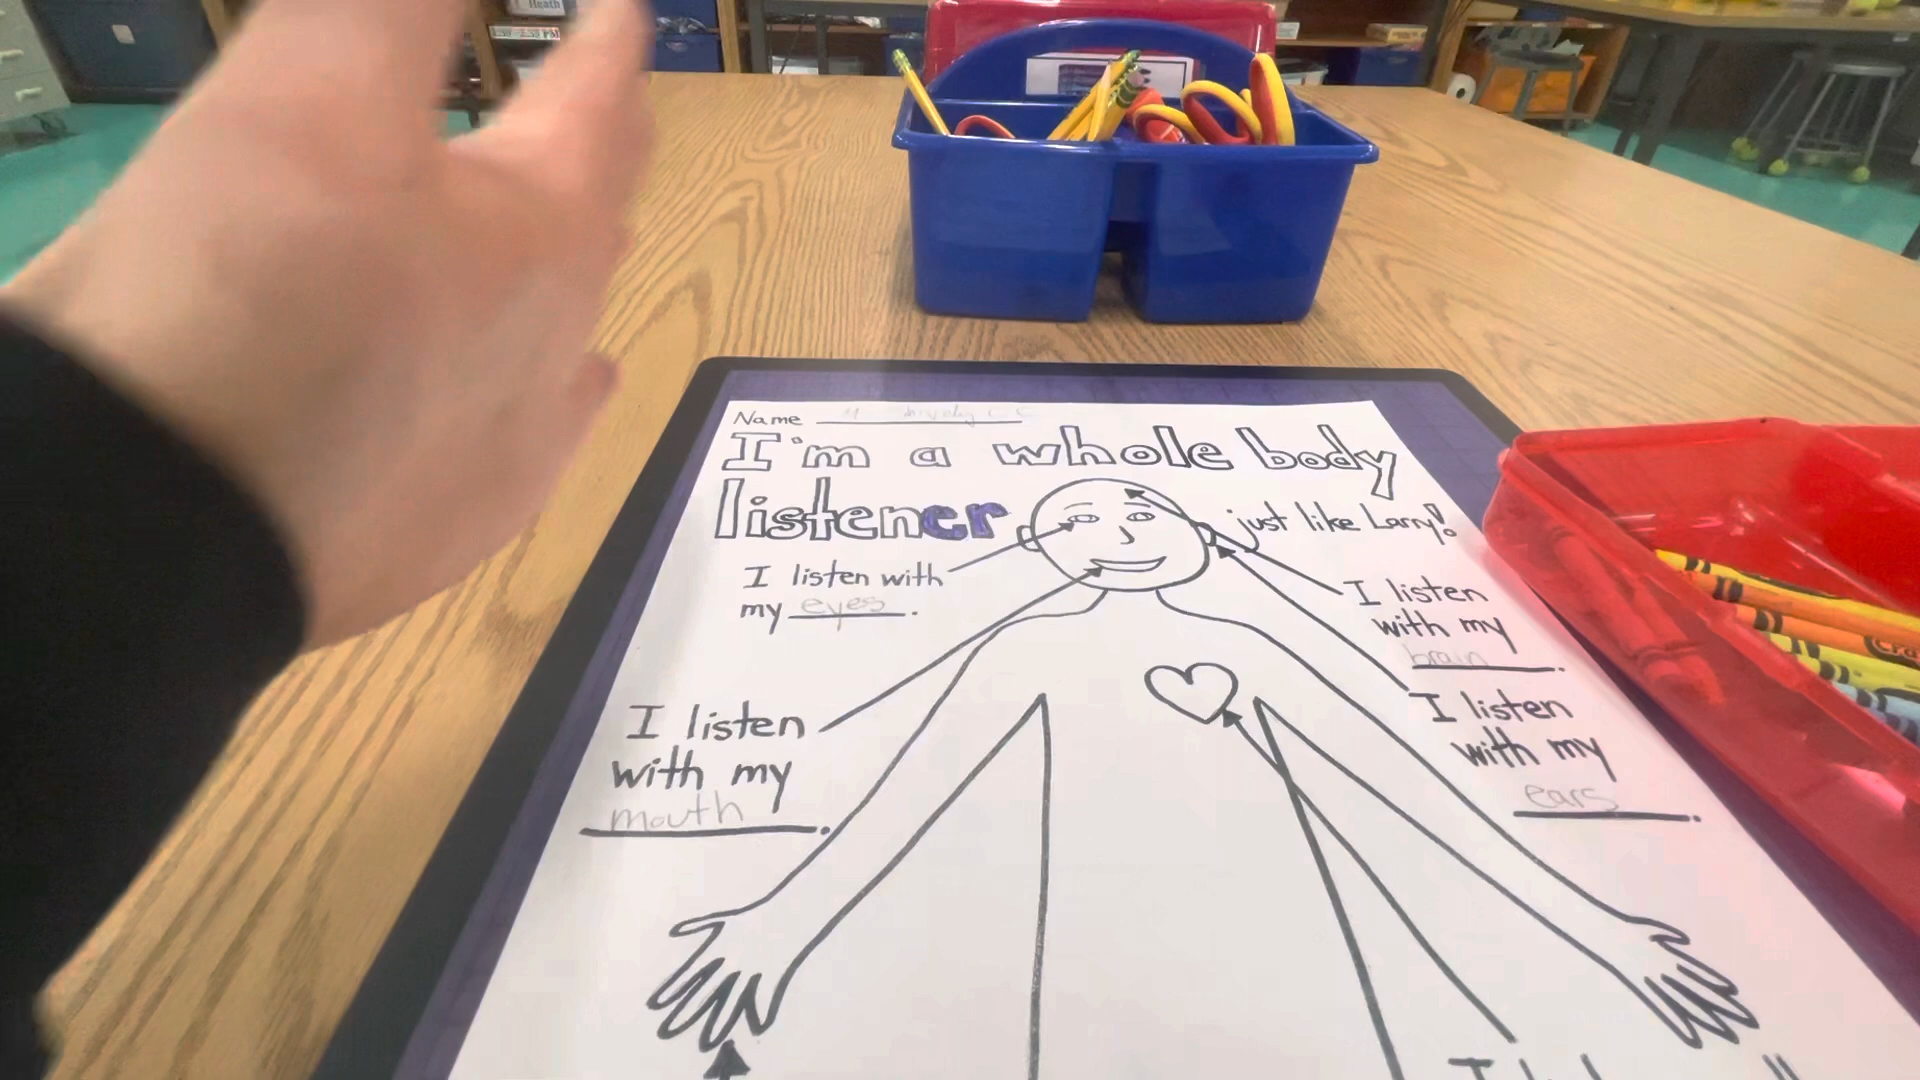 Heath
Name
I'm a whole body
listener just like Larry!
I listen with
my eyes.
I listen
with my
brain.
I listen
with my
mouth.
I listen
with my
ears.